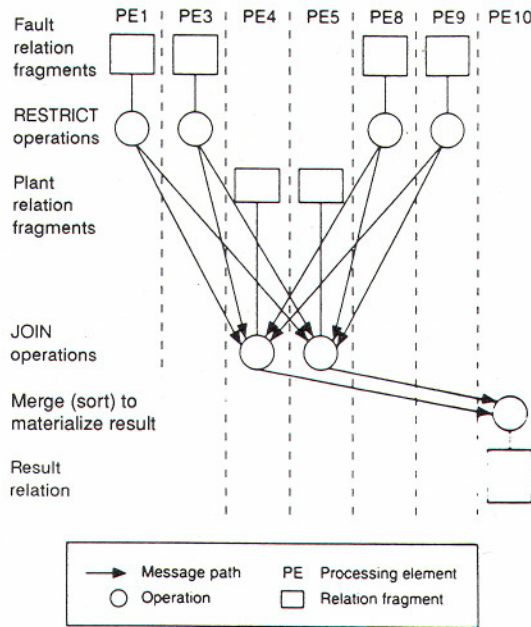 PE1 PE3 PE4 PE5 PE8 PE9 PE10
Fault
relation
fragments
RESTRICT
operations
Plant
relation
fragments
JOIN
operations
Merge (sort) to
materialize result
Result
relation
Message path PE Processing element
Operation Relation fragment